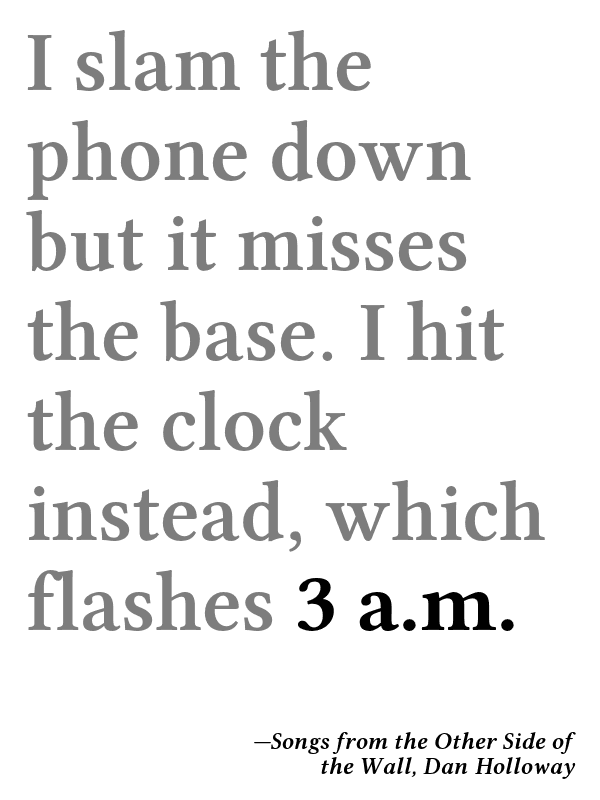 I slam the
phone down
but it misses
the base. I hit
the clock
instead, which
flashes 3 a.m.
—Songs from the Other Side of
the Wall, Dan Holloway